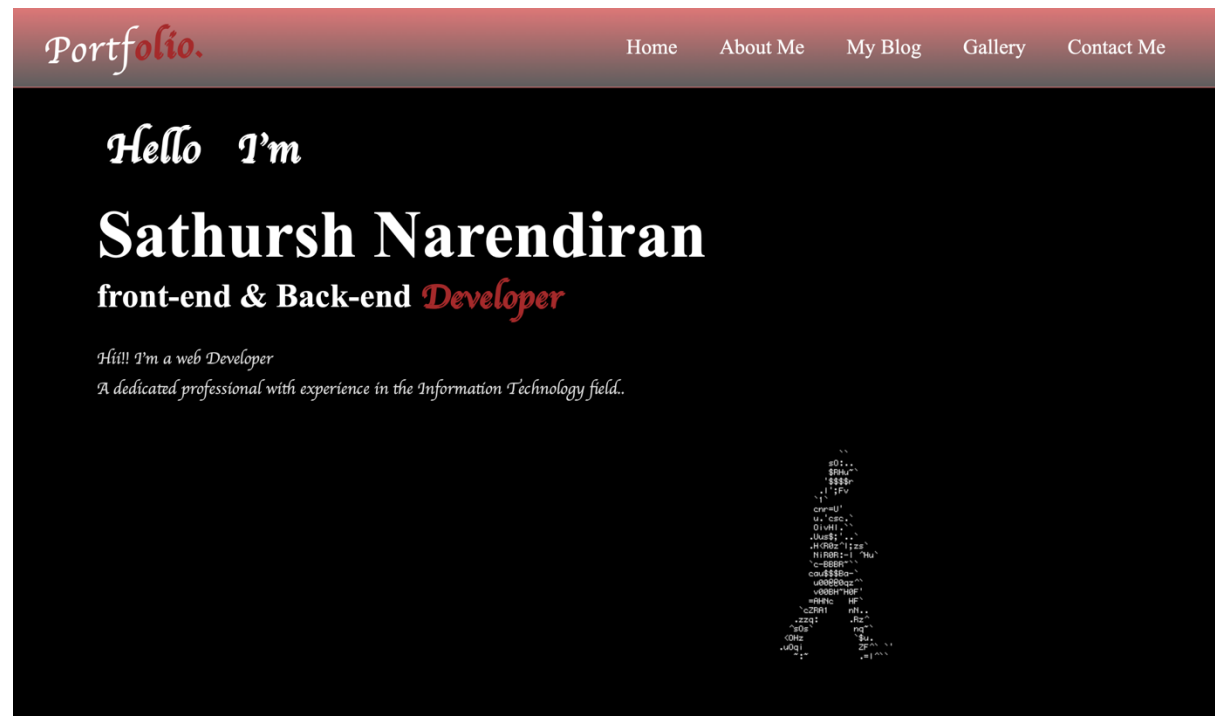 Portfolio.
Home About Me My Blog Gallery Contact Me
Hello I'm
Sathursh Narendiran
front-end & Back-end Developer
Hii!! I'm a web Developer
A dedicated professional with experience in the Information Technology field..